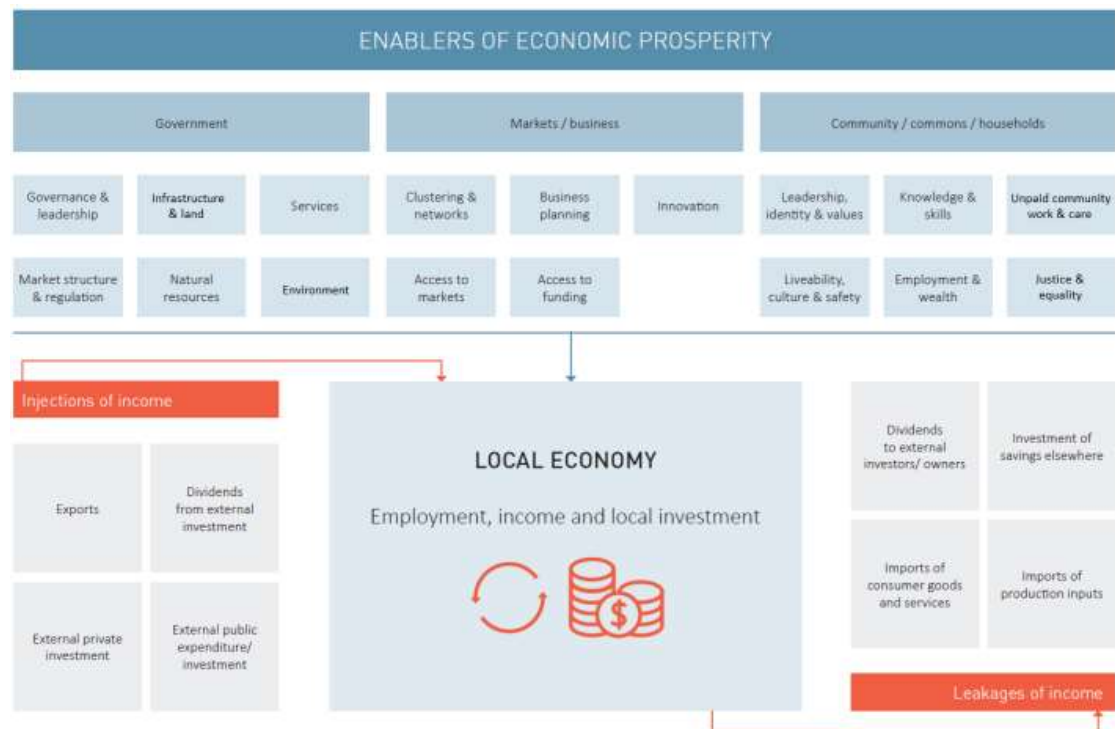 ENABLERS OF ECONOMIC PROSPERITY
Government
Markets / business
Community / commons / households
Governance &
leadership
Infrastructure
& land
Services
Clustering &
networks
Business
planning
Innovation
Leadership,
identity & values
Knowledge &
skills
Unpaid community
work & care
Market structure
& regulation
Natural
resources
Environment
Access to
markets
Access to
funding
Liveability,
culture & safety
Employment &
wealth
Justice &
equality
Injections of income
Exports
Dividends
from external
investment
External private
investment
External public
expenditure/
investment
LOCAL ECONOMY
Employment, income and local investment
$
Dividends
to external
investors/ owners
Investment of
savings elsewhere
Imports of
consumer goods
and services
Imports of
production inputs
Leakages of income